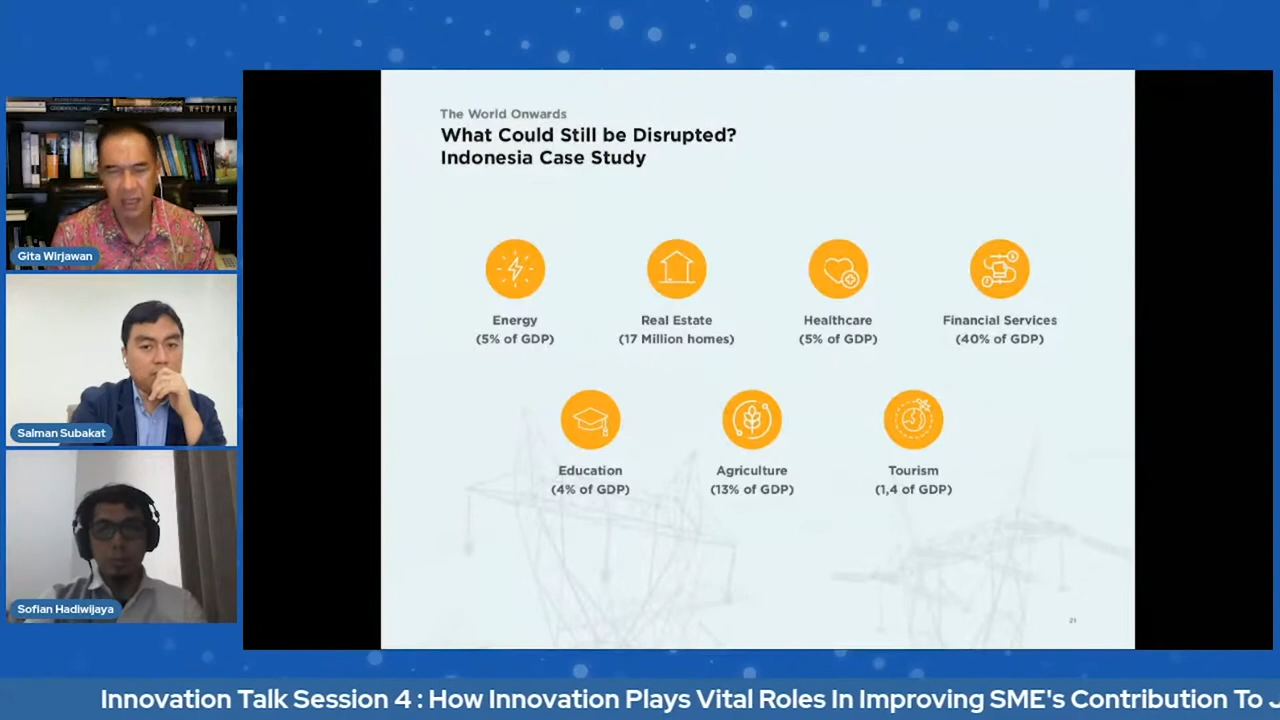 Gita Wirjawan
Salman Subakat
Sofian Hadiwijaya
The World Onwards
What Could Still be Disrupted?
Indonesia Case Study
Energy
(5% of GDP)
Real Estate
(17 Million homes)
Healthcare
(5% of GDP)
Financial Services
(40% of GDP)
Education
(4% of GDP)
Agriculture
(13% of GDP)
Tourism
(1,4 of GDP)
21
Innovation Talk Session 4 : How Innovation Plays Vital Roles In Improving SME's Contribution To